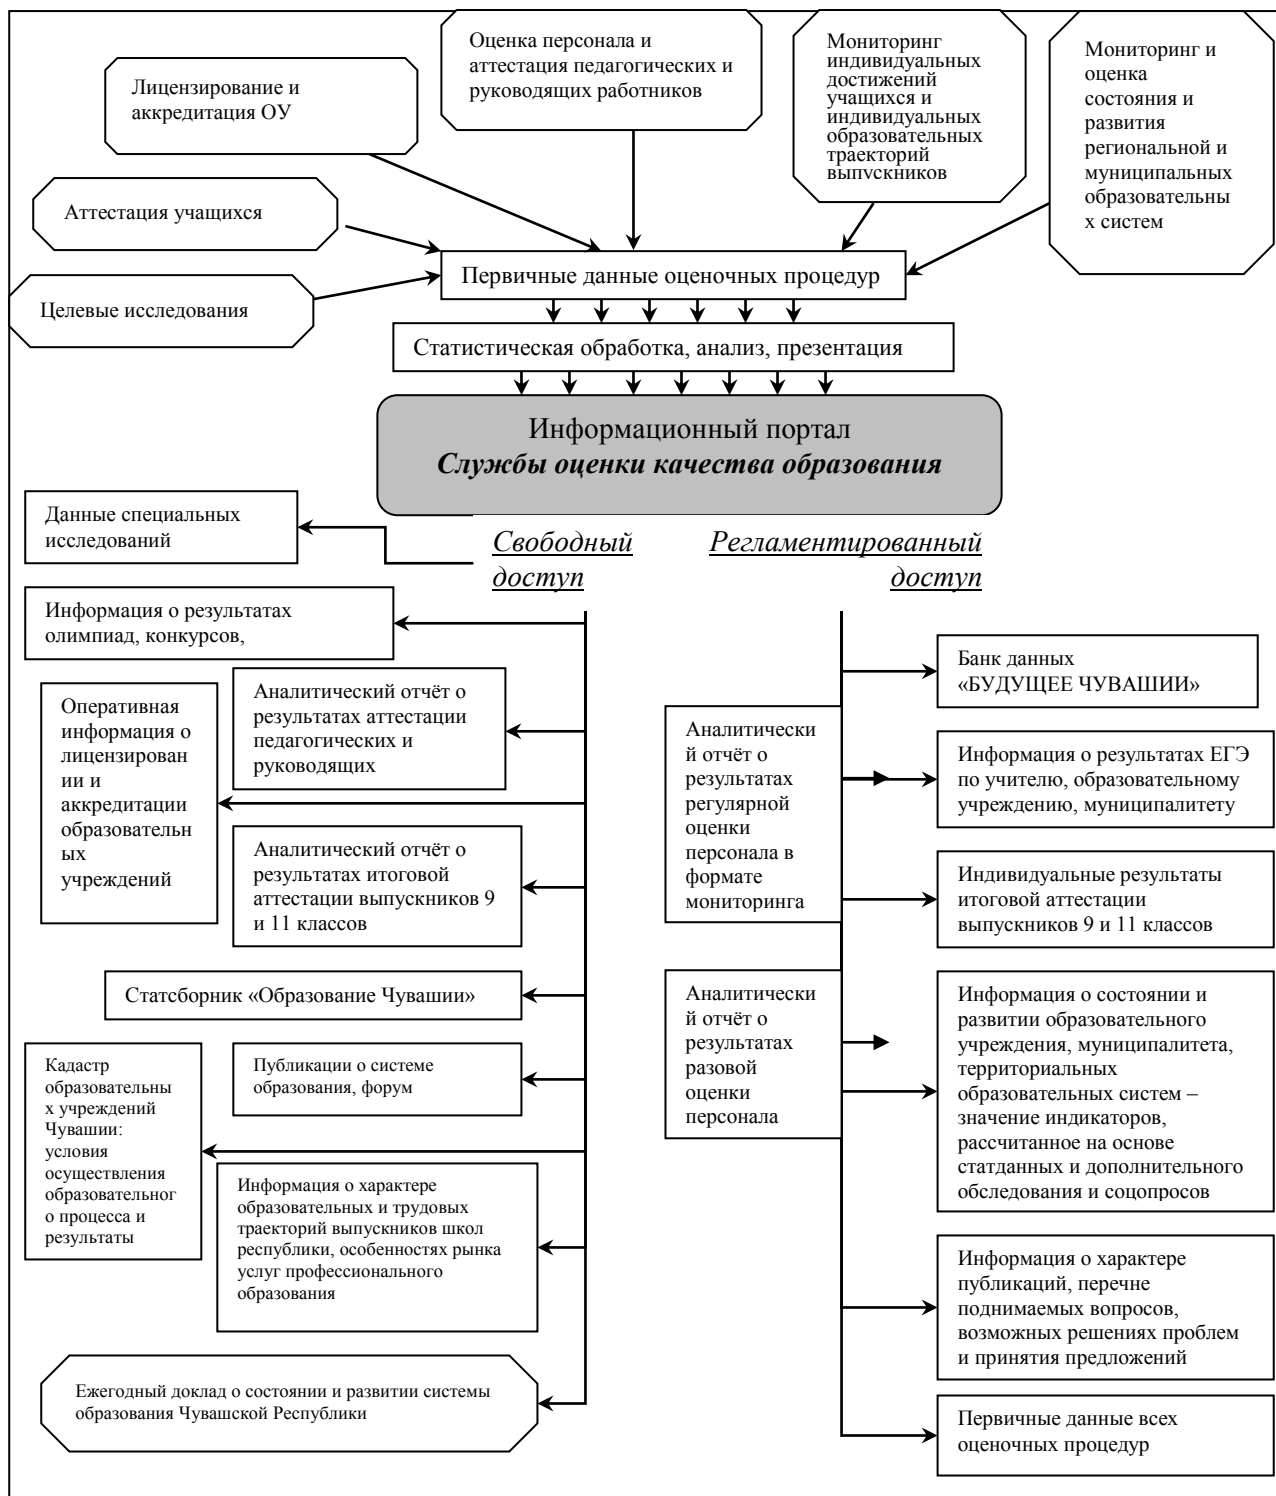 Лицензирование и
аккредитация ОУ
Оценка персонала и
аттестация педагогических и
руководящих работников
Мониторинг
индивидуальных
достижений
учащихся и
индивидуальных
образовательных
траекторий
выпускников
Мониторинг и
оценка
состояния и
развития
региональной и
муниципальных
образовательны
х систем
Аттестация учащихся
Целевые исследования
Первичные данные оценочных процедур
Статистическая обработка, анализ, презентация
Информационный портал
Службы оценки качества образования
Свободный
доступ
Регламентированный
доступ
Данные специальных
исследований
Информация о результатах
олимпиад, конкурсов,
Оперативная
информация о
лицензирован
ии и
аккредитации
образовательн
ых
учреждений
Аналитический отчёт о
результатах аттестации
педагогических и
руководящих
Аналитический отчёт о
результатах итоговой
аттестации выпускников 9
и 11 классов
Статсборник «Образование Чувашии»
Кадастр
образовательны
х учреждений
Чувашии:
условия
осуществления
образовательног
о процесса и
результаты
Публикации о системе
образования, форум
Информация о характере
образовательных и трудовых
траекторий выпускников школ
республики, особенностях рынка
услуг профессионального
образования
Ежегодный доклад о состоянии и развитии системы
образования Чувашской Республики
Аналитически
й отчёт о
результатах
регулярной
оценки
персонала в
формате
мониторинга
Аналитически
й отчёт о
результатах
разовой
оценки
персонала
Банк данных
«БУДУЩЕЕ ЧУВАШИИ»
Информация о результатах ЕГЭ
по учителю, образовательному
учреждению, муниципалитету
Индивидуальные результаты
итоговой аттестации
выпускников 9 и 11 классов
Информация о состоянии и
развитии образовательного
учреждения, муниципалитета,
территориальных
образовательных систем –
значение индикаторов,
рассчитанное на основе
статданных и дополнительного
обследования и соцопросов
Информация о характере
публикаций, перечне
поднимаемых вопросов,
возможных решениях проблем
и принятия предложений
Первичные данные всех
оценочных процедур